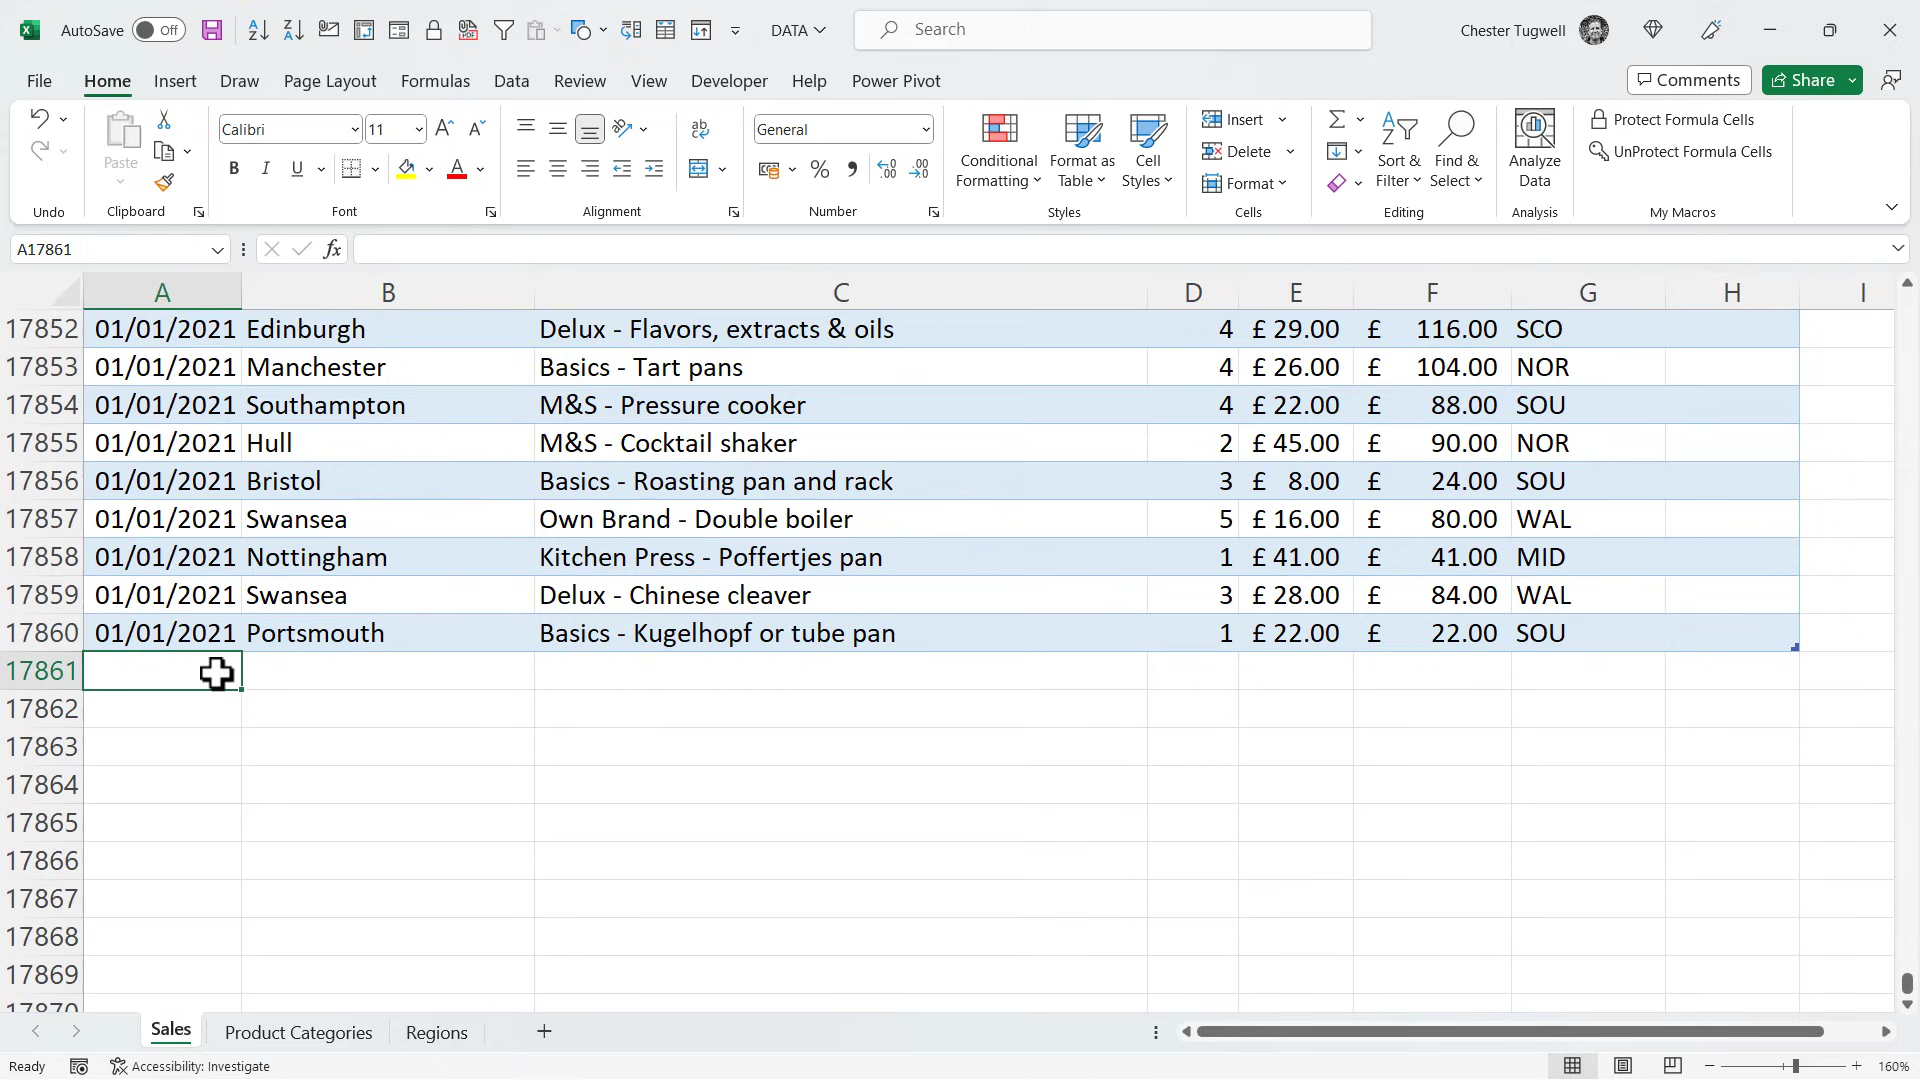 AutoSave Off DATA Search Chester Tugwell
File Home Insert Draw Page Layout Formulas Data Review View Developer Help Power Pivot Comments Share
Calibri 11 General Insert Protect Formula Cells
Paste B I U ab % Conditional Formatting Format as Table Cell Styles Delete Sort & Filter Find & Select Analyze Data UnProtect Formula Cells
Format
Undo Clipboard Font Alignment Number Styles Cells Editing Analysis My Macros
A17861 fx
A B C D E F G H I
17852 01/01/2021 Edinburgh Delux - Flavors, extracts & oils 4 £ 29.00 £ 116.00 SCO
17853 01/01/2021 Manchester Basics - Tart pans 4 £ 26.00 £ 104.00 NOR
17854 01/01/2021 Southampton M&S - Pressure cooker 4 £ 22.00 £ 88.00 SOU
17855 01/01/2021 Hull M&S - Cocktail shaker 2 £ 45.00 £ 90.00 NOR
17856 01/01/2021 Bristol Basics - Roasting pan and rack 3 £ 8.00 £ 24.00 SOU
17857 01/01/2021 Swansea Own Brand - Double boiler 5 £ 16.00 £ 80.00 WAL
17858 01/01/2021 Nottingham Kitchen Press - Poffertjes pan 1 £ 41.00 £ 41.00 MID
17859 01/01/2021 Swansea Delux - Chinese cleaver 3 £ 28.00 £ 84.00 WAL
17860 01/01/2021 Portsmouth Basics - Kugelhopf or tube pan 1 £ 22.00 £ 22.00 SOU
17861
17862
17863
17864
17865
17866
17867
17868
17869
17870
Sales Product Categories Regions
Ready Accessibility: Investigate 160%